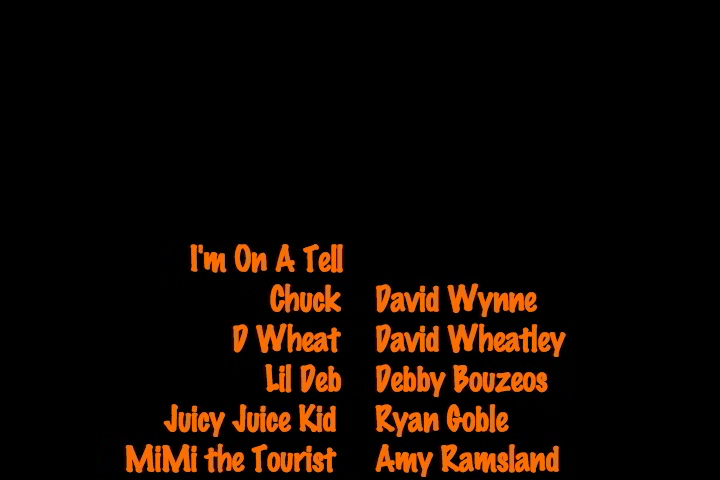 I'm On A Tell
Chuck David Wynne
D Wheat David Wheatley
Lil Deb Debby Bouzeos
Juicy Juice Kid Ryan Goble
MiMi the Tourist Amy Ramsland